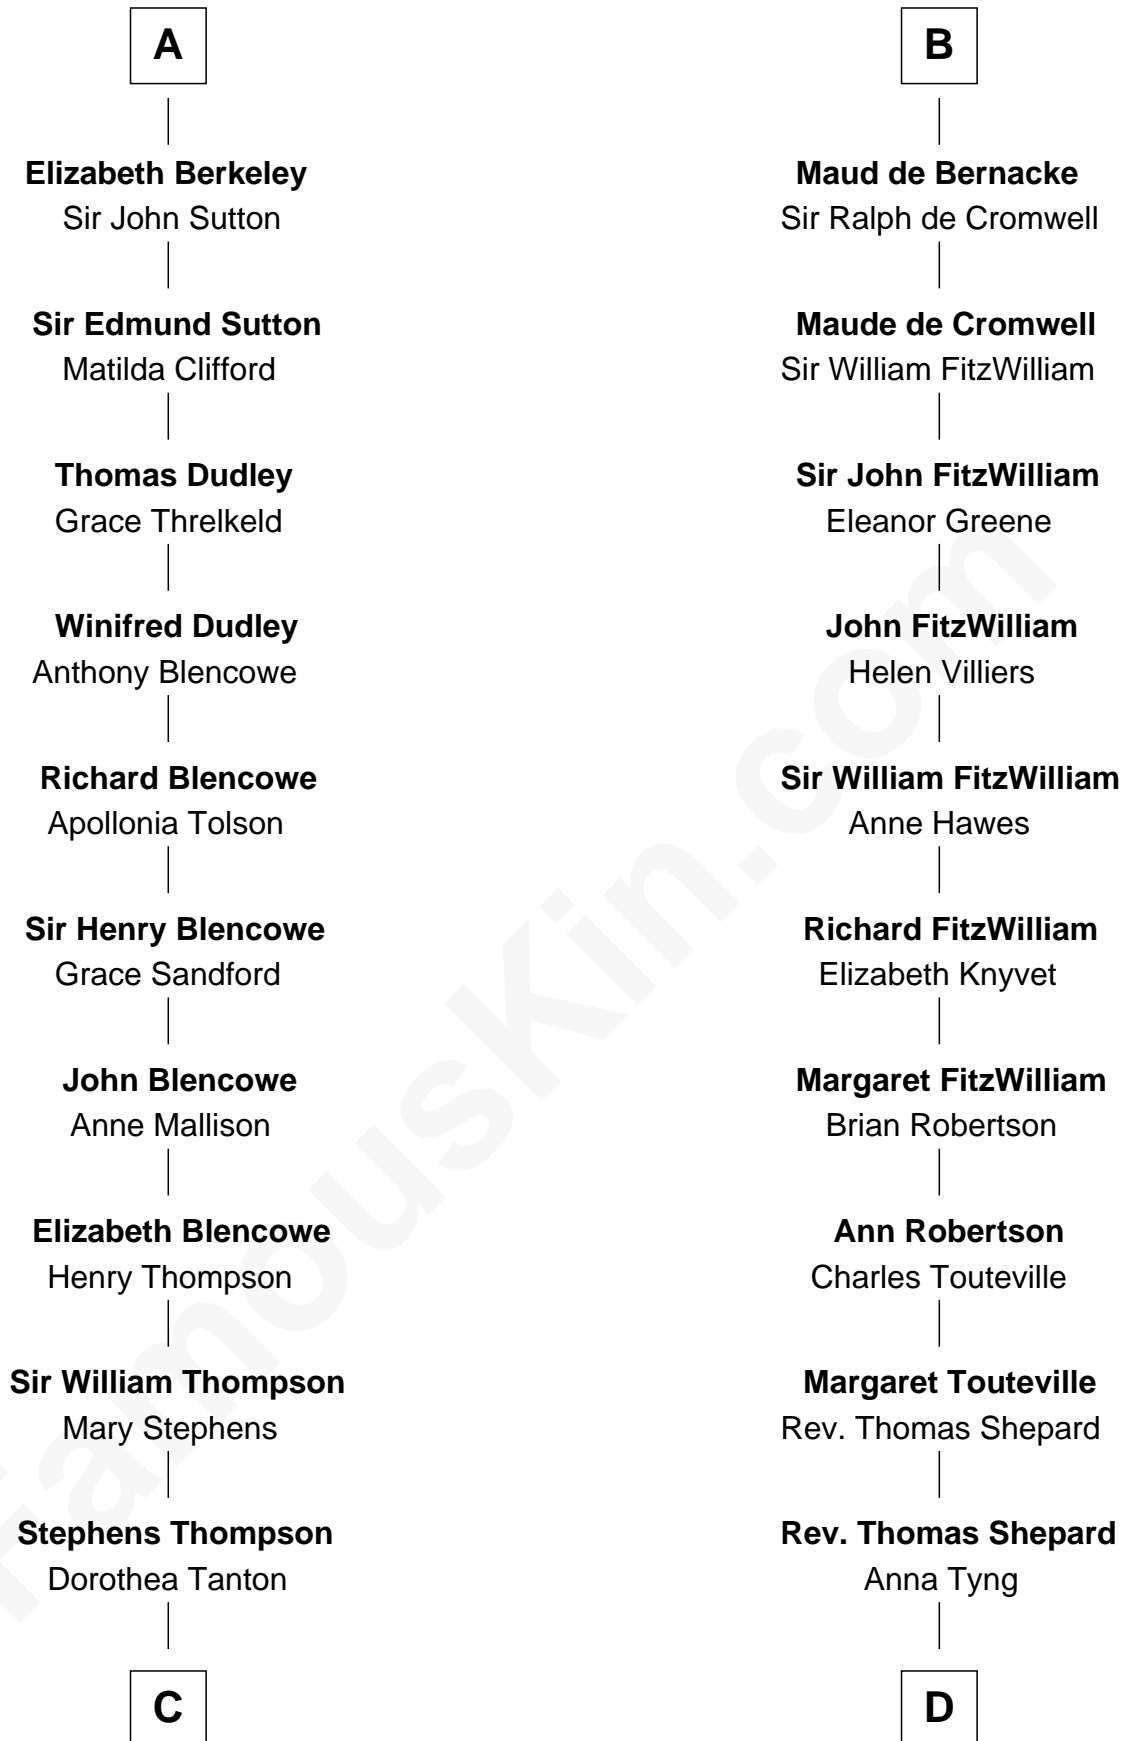 A
Elizabeth Berkeley
Sir John Sutton
Sir Edmund Sutton
Matilda Clifford
Thomas Dudley
Grace Threlkeld
Winifred Dudley
Anthony Blencowe
Richard Blencowe
Apollonia Tolson
Sir Henry Blencowe
Grace Sandford
John Blencowe
Anne Mallison
Elizabeth Blencowe
Henry Thompson
Sir William Thompson
Mary Stephens
Stephens Thompson
Dorothea Tanton
C
B
Maud de Bernacke
Sir Ralph de Cromwell
Maude de Cromwell
Sir William FitzWilliam
Sir John FitzWilliam
Eleanor Greene
John FitzWilliam
Helen Villiers
Sir William FitzWilliam
Anne Hawes
Richard FitzWilliam
Elizabeth Knyvet
Margaret FitzWilliam
Brian Robertson
Ann Robertson
Charles Touteville
Margaret Touteville
Rev. Thomas Shepard
Rev. Thomas Shepard
Anna Tyng
D
FamousKin.com